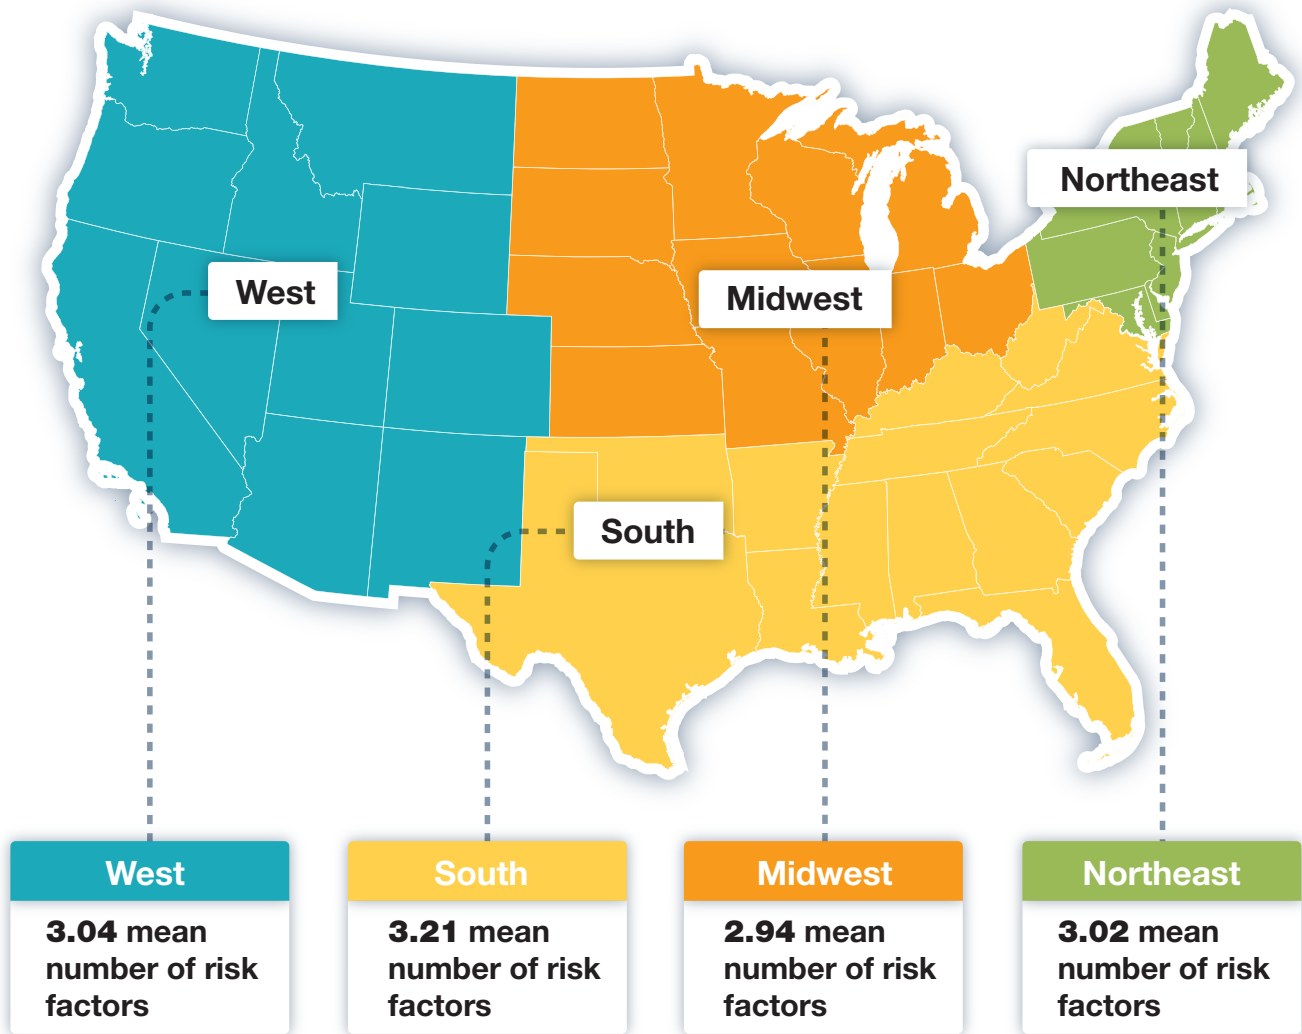 Northeast
West
Midwest
South
West
3.04 mean
number of risk
factors
South
3.21 mean
number of risk
factors
Midwest
2.94 mean
number of risk
factors
Northeast
3.02 mean
number of risk
factors